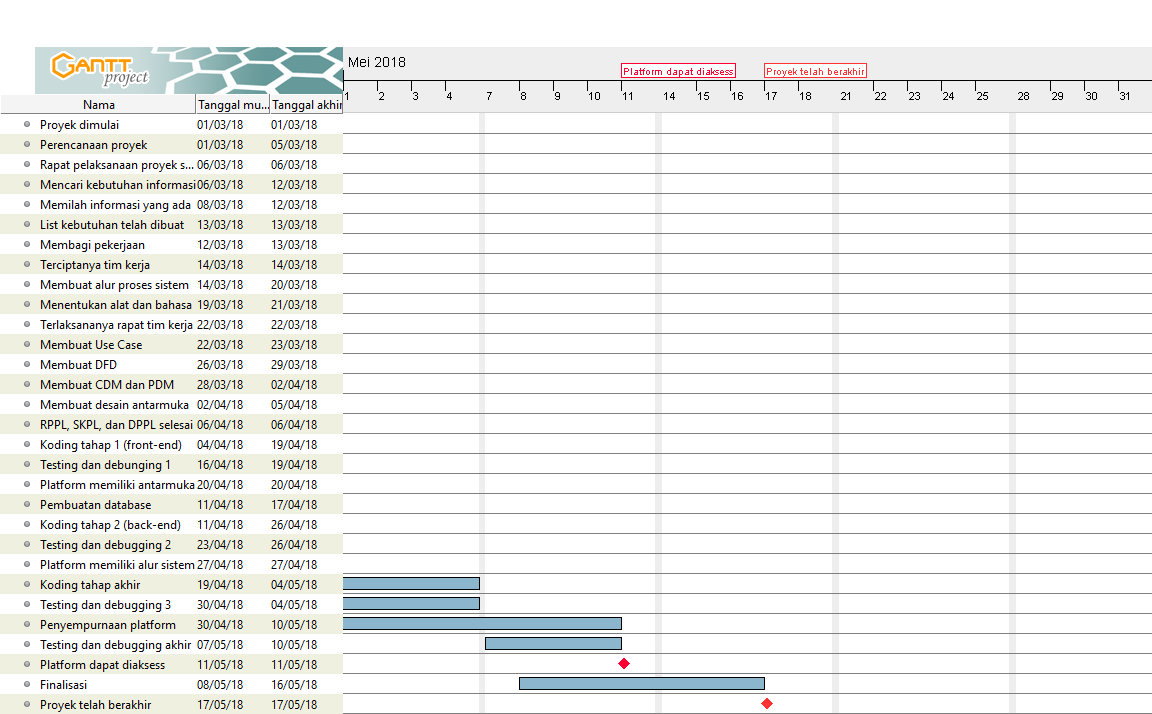 GANTT
project
Mei 2018
Platform dapat diaksess
Proyek telah berakhir
Nama Tanggal mu... Tanggal akhir
1 2 3 4 7 8 9 10 11 14 15 16 17 18 21 22 23 24 25 28 29 30 31
Proyek dimulai 01/03/18 01/03/18
Perencanaan proyek 01/03/18 05/03/18
Rapat pelaksanaan proyek s... 06/03/18 06/03/18
Mencari kebutuhan informasi 06/03/18 12/03/18
Memilah informasi yang ada 08/03/18 12/03/18
List kebutuhan telah dibuat 13/03/18 13/03/18
Membagi pekerjaan 12/03/18 13/03/18
Terciptanya tim kerja 14/03/18 14/03/18
Membuat alur proses sistem 14/03/18 20/03/18
Menentukan alat dan bahasa 19/03/18 21/03/18
Terlaksananya rapat tim kerja 22/03/18 22/03/18
Membuat Use Case 22/03/18 23/03/18
Membuat DFD 26/03/18 29/03/18
Membuat CDM dan PDM 28/03/18 02/04/18
Membuat desain antarmuka 02/04/18 05/04/18
RPPL, SKPL, dan DPPL selesai 06/04/18 06/04/18
Koding tahap 1 (front-end) 04/04/18 19/04/18
Testing dan debunging 1 16/04/18 19/04/18
Platform memiliki antarmuka 20/04/18 20/04/18
Pembuatan database 11/04/18 17/04/18
Koding tahap 2 (back-end) 11/04/18 26/04/18
Testing dan debugging 2 23/04/18 26/04/18
Platform memiliki alur sistem 27/04/18 27/04/18
Koding tahap akhir 19/04/18 04/05/18
Testing dan debugging 3 30/04/18 04/05/18
Penyempurnaan platform 30/04/18 10/05/18
Testing dan debugging akhir 07/05/18 10/05/18
Platform dapat diaksess 11/05/18 11/05/18
Finalisasi 08/05/18 16/05/18
Proyek telah berakhir 17/05/18 17/05/18